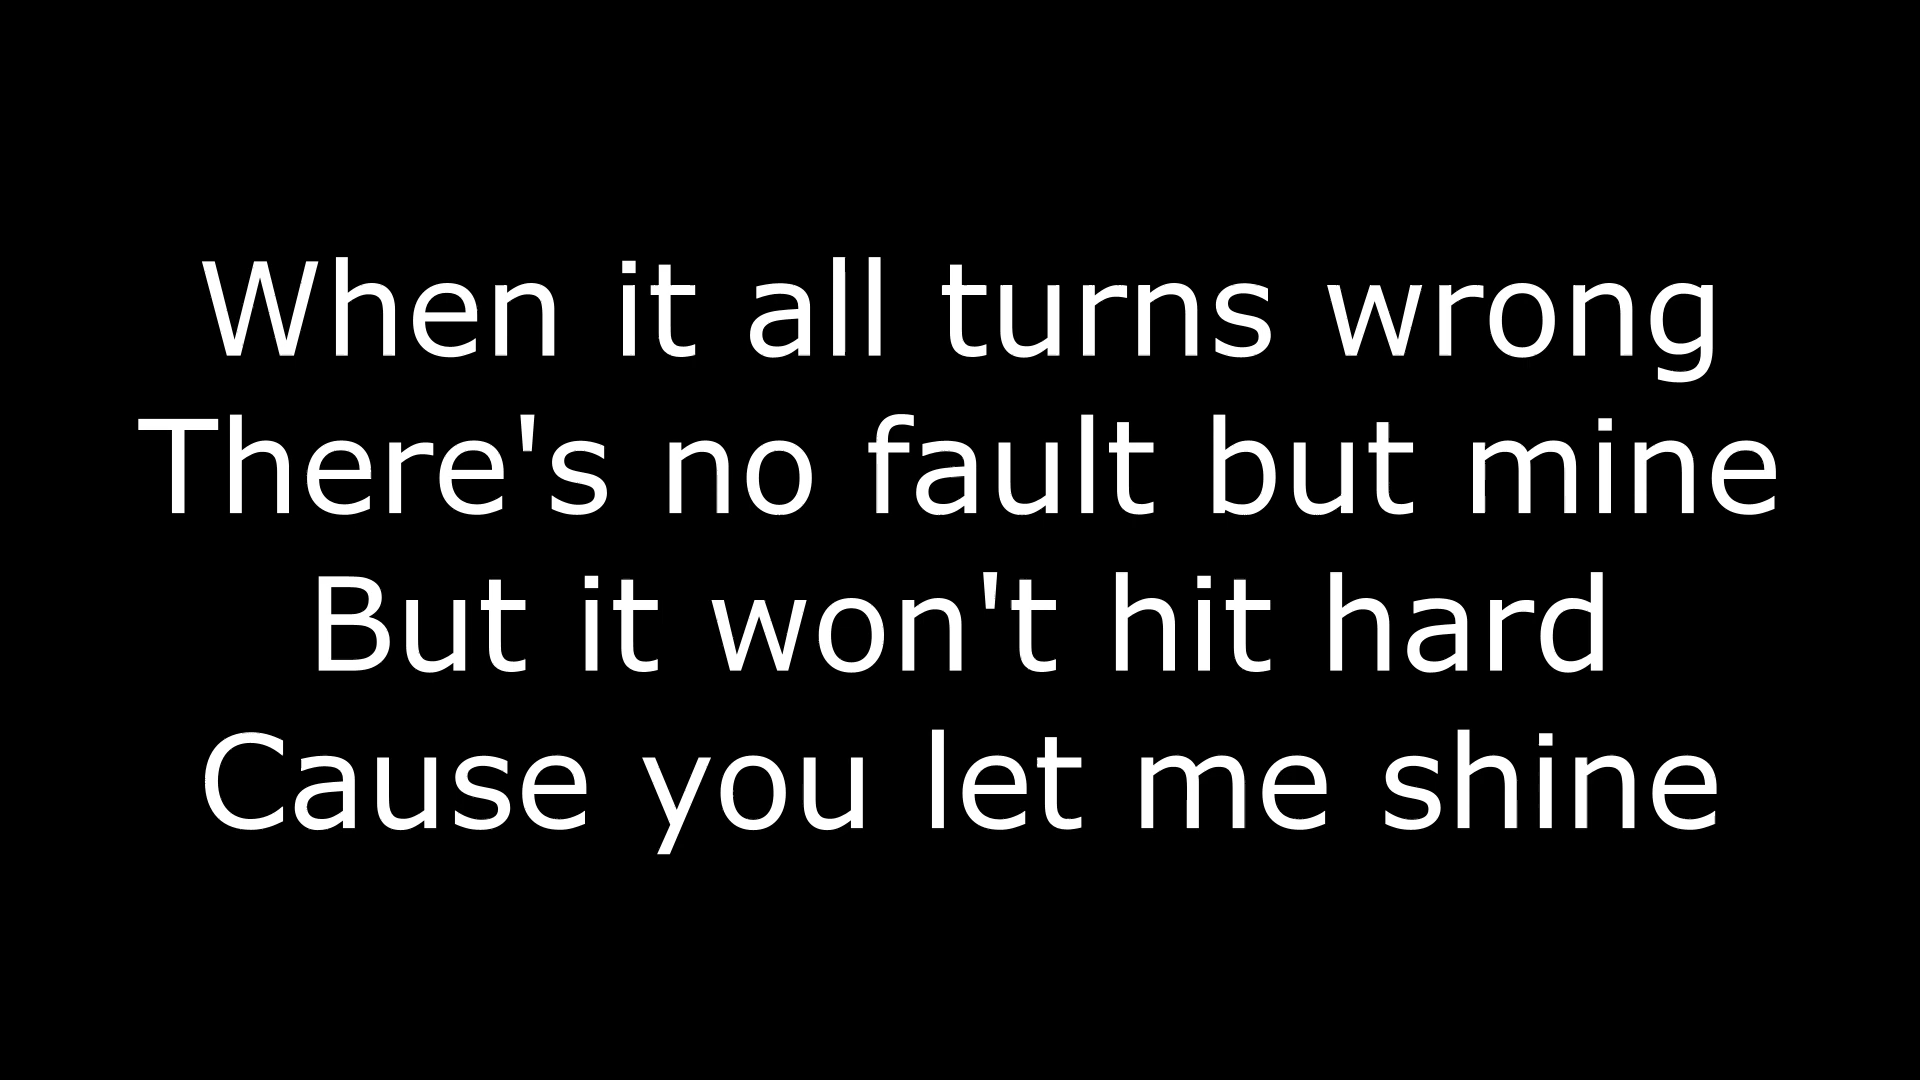 When it all turns wrong
There's no fault but mine
But it won't hit hard
Cause you let me shine